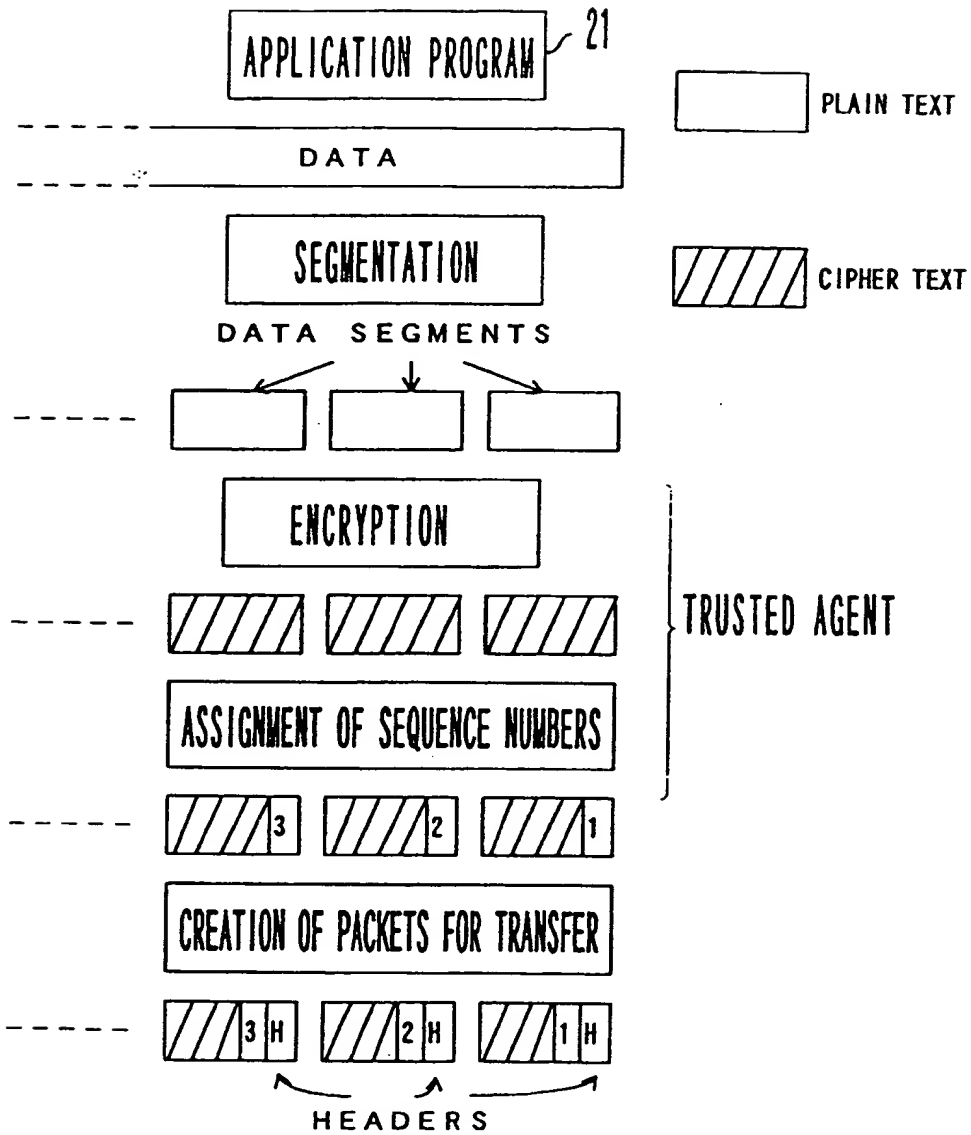 APPLICATION PROGRAM
21
PLAIN TEXT
DATA
SEGMENTATION
CIPHER TEXT
DATA SEGMENTS
ENCRYPTION
TRUSTED AGENT
ASSIGNMENT OF SEQUENCE NUMBERS
3 2 1
CREATION OF PACKETS FOR TRANSFER
3 H 2 H 1 H
HEADERS